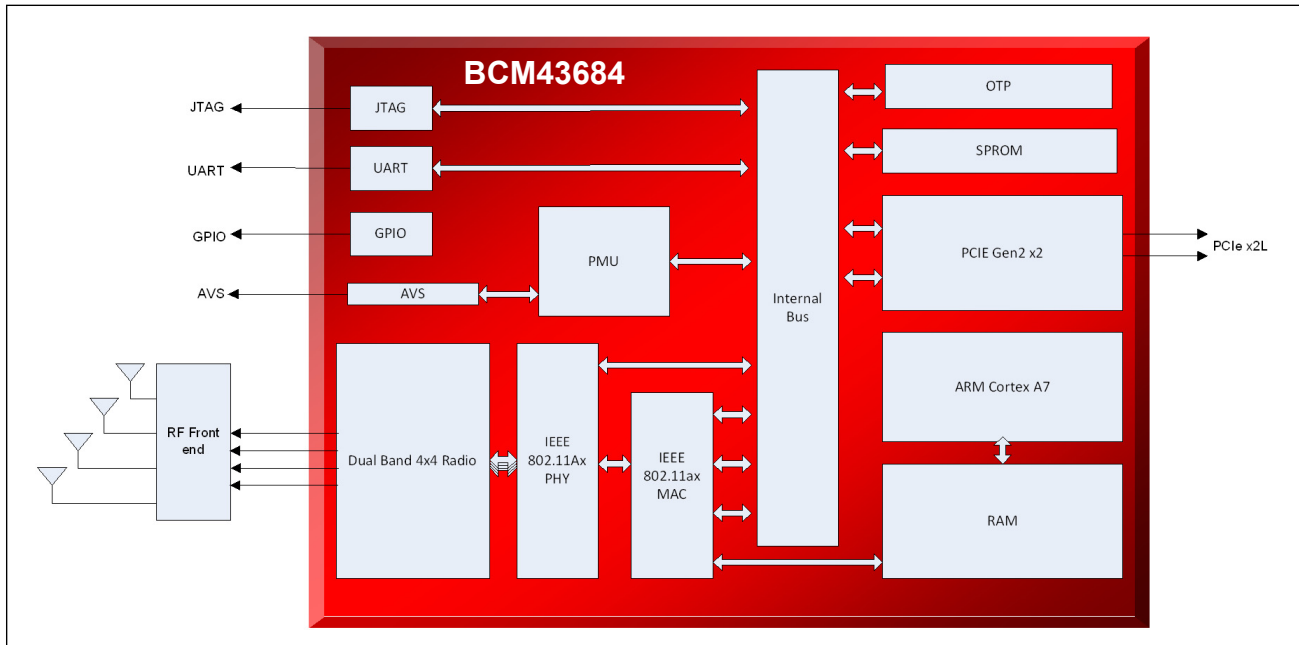 BCM43684
JTAG
JTAG
OTP
UART
UART
SPROM
GPIO
GPIO
PMU
PCIE Gen2 x2
PCIe x2L
AVS
AVS
Internal
Bus
ARM Cortex A7
RF Front
end
Dual Band 4x4 Radio
IEEE
802.11Ax
PHY
IEEE
802.11ax
MAC
RAM